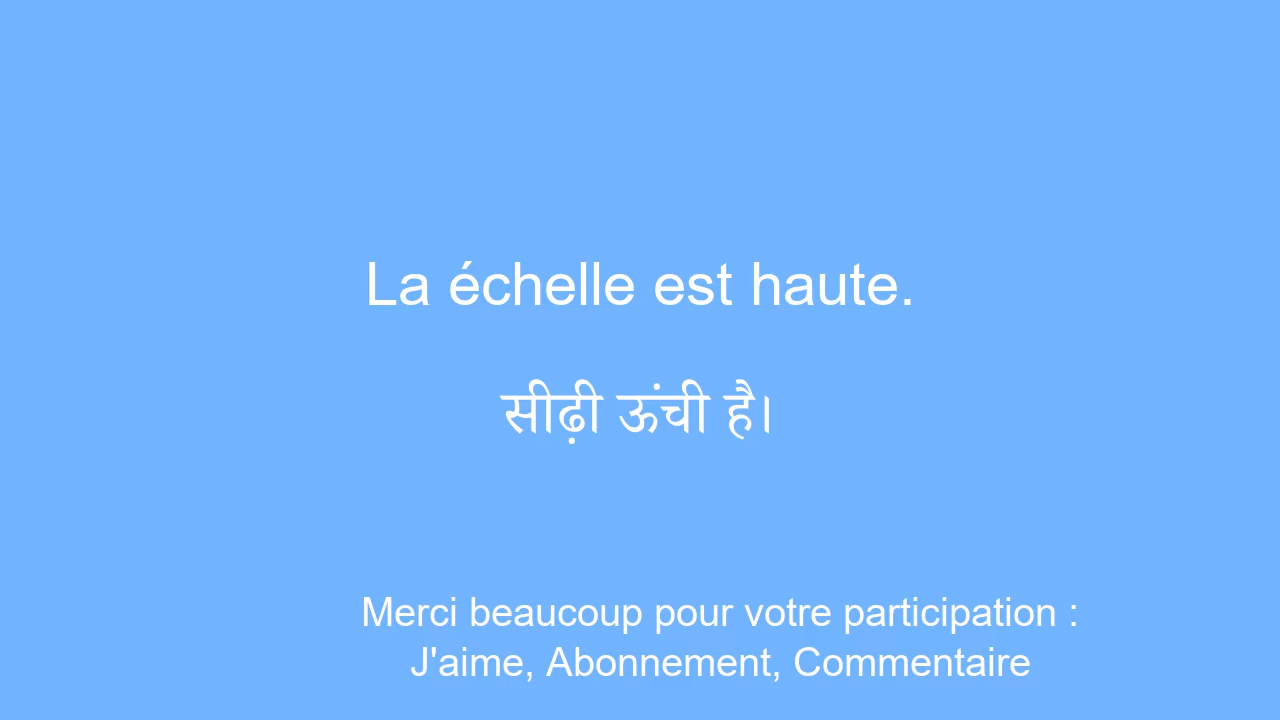 La échelle est haute.
सीढ़ी ऊंची है।
Merci beaucoup pour votre participation :
J'aime, Abonnement, Commentaire